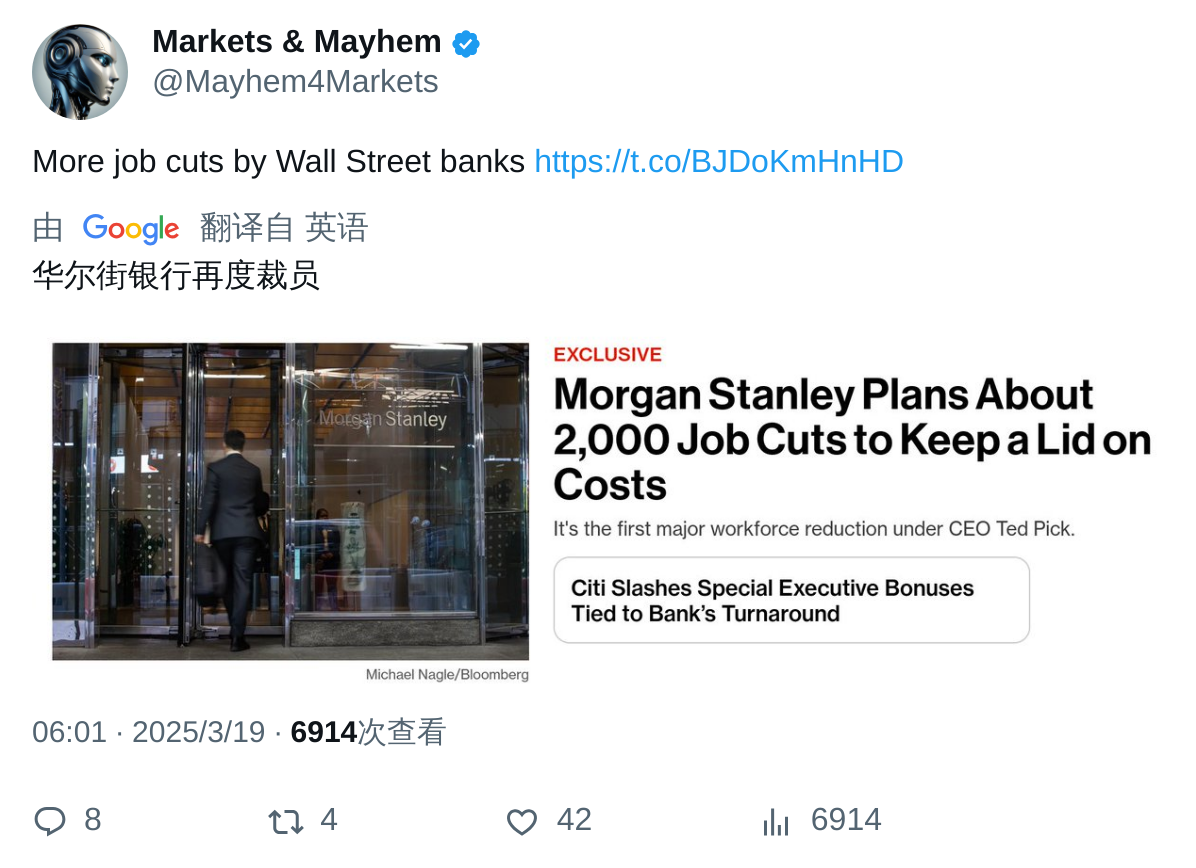 Markets & Mayhem
@Mayhem4Markets
More job cuts by Wall Street banks https://t.co/BJDoKmHnHD
由 Google 翻译自 英语
华尔街银行再度裁员
Morgan Stanley
EXCLUSIVE
Morgan Stanley Plans About
2,000 Job Cuts to Keep a Lid on
Costs
It's the first major workforce reduction under CEO Ted Pick.
Citi Slashes Special Executive Bonuses
Tied to Bank’s Turnaround
Michael Nagle/Bloomberg
06:01 · 2025/3/19 · 6914次查看
8 4 42 6914